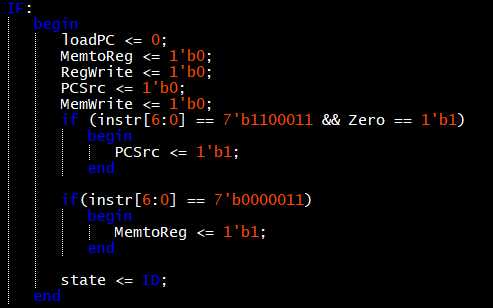 IF:
begin
loadPC <= 0;
MemtoReg <= 1'b0;
RegWrite <= 1'b0;
PCSrc <= 1'b0;
MemWrite <= 1'b0;
if (instr[6:0] == 7'b1100011 && Zero == 1'b1)
begin
PCSrc <= 1'b1;
end
if(instr[6:0] == 7'b0000011)
begin
MemtoReg <= 1'b1;
end
state <= ID;
end